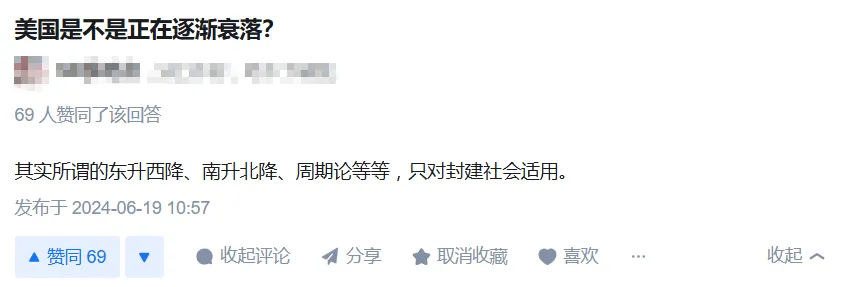 美国是不是正在逐渐衰落？
69 人赞同了该回答
其实所谓的东升西降、南升北降、周期论等等，只对封建社会适用。
发布于 2024-06-19 10:57
赞同 69 收起评论 分享 取消收藏 喜欢 ··· 收起